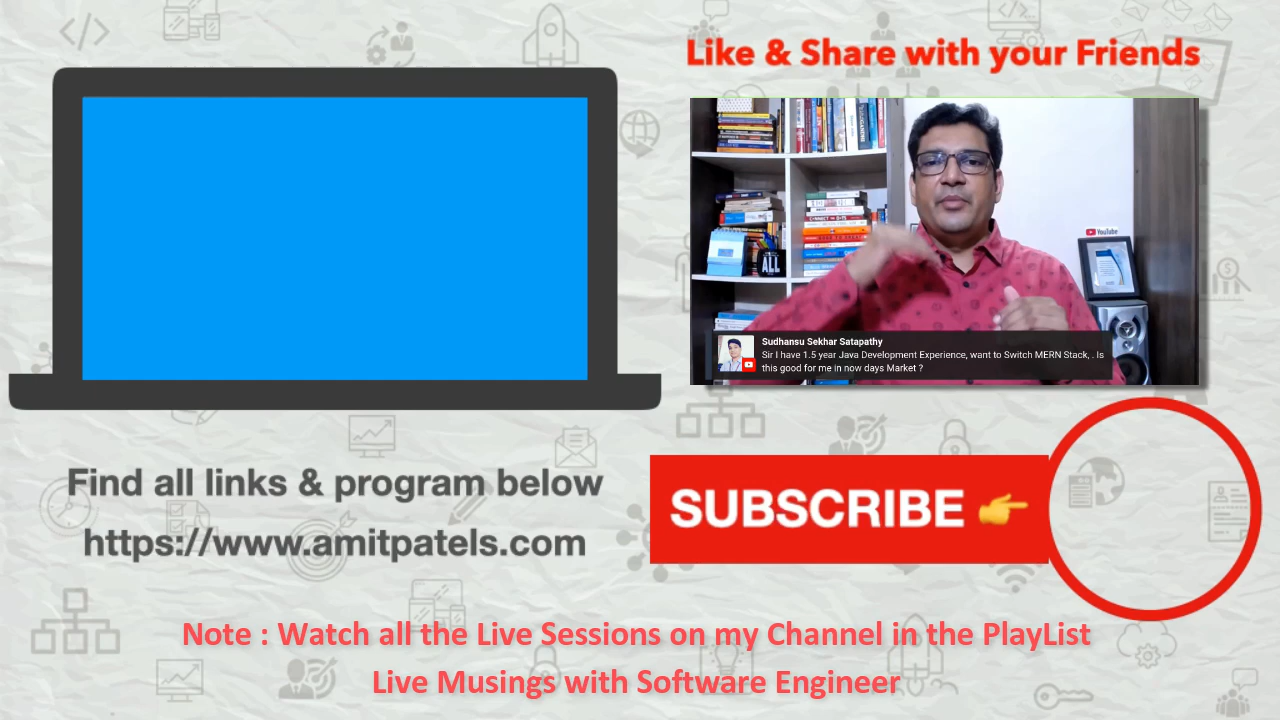 Like & Share with your Friends
YouTube
ALL
Sudhansu Sekhar Satapathy
Sir I have 1.5 year Java Development Experience, want to Switch MERN Stack, . Is
this good for me in now days Market ?
Find all links & program below
https://www.amitpatels.com
SUBSCRIBE 👉
Note : Watch all the Live Sessions on my Channel in the PlayList
Live Musings with Software Engineer